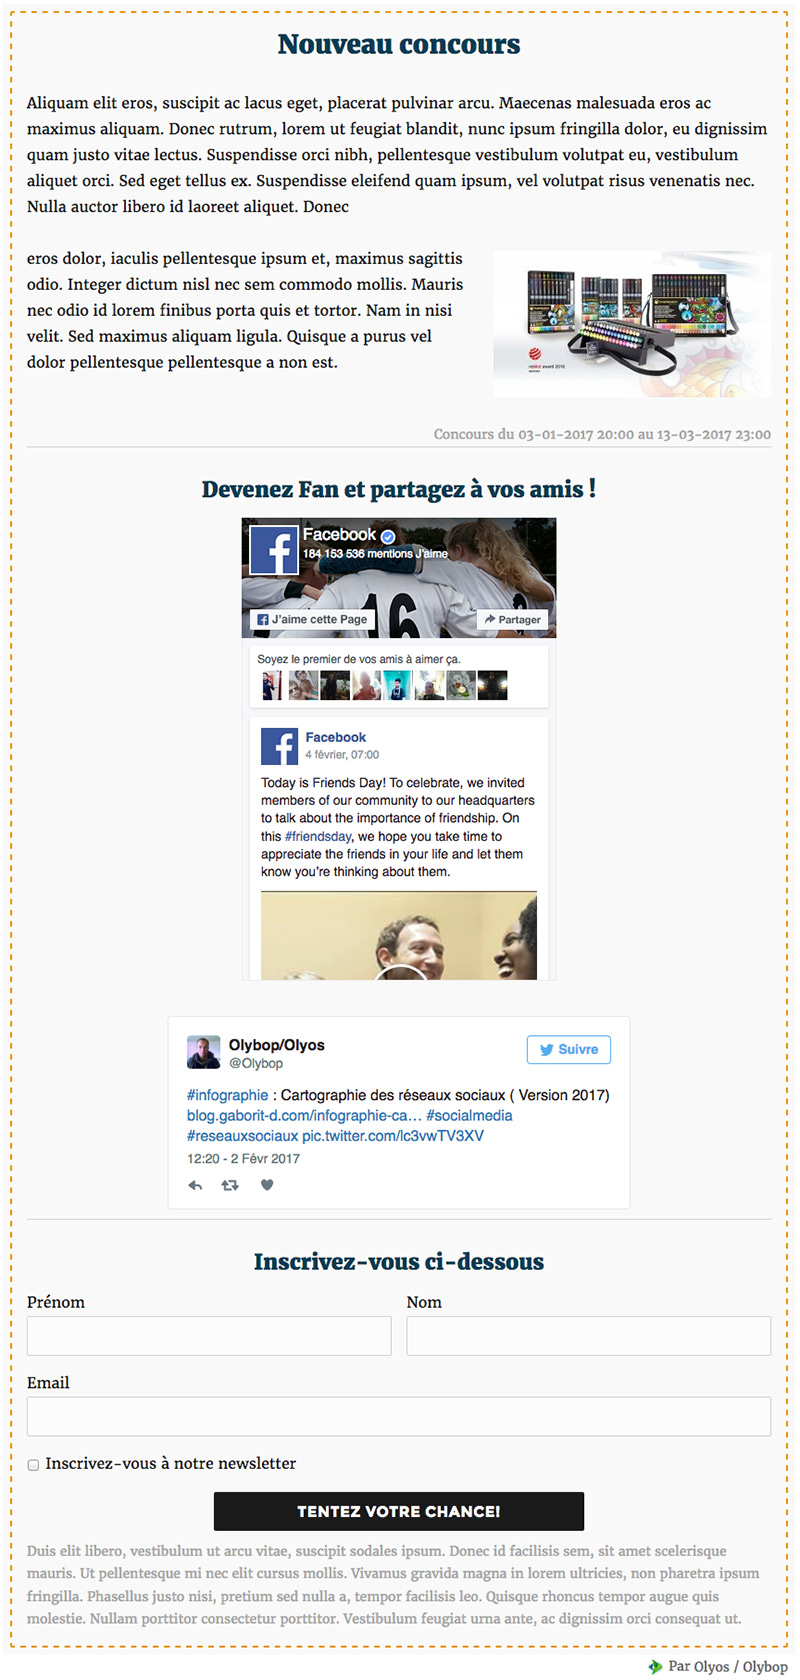 Nouveau concours
Aliquam elit eros, suscipit ac lacus eget, placerat pulvinar arcu. Maecenas malesuada eros ac
maximus aliquam. Donec rutrum, lorem ut feugiat blandit, nunc ipsum fringilla dolor, eu dignissim
quam justo vitae lectus. Suspendisse orci nibh, pellentesque vestibulum volutpat eu, vestibulum
aliquet orci. Sed eget tellus ex. Suspendisse eleifend quam ipsum, vel volutpat risus venenatis nec.
Nulla auctor libero id laoreet aliquet. Donec
eros dolor, iaculis pellentesque ipsum et, maximus sagittis
odio. Integer dictum nisl nec sem commodo mollis. Mauris
nec odio id lorem finibus porta quis et tortor. Nam in nisi
velit. Sed maximus aliquam ligula. Quisque a purus vel
dolor pellentesque pellentesque a non est.
reddot award 2016
Concours du 03-01-2017 20:00 au 13-03-2017 23:00
Devenez Fan et partagez à vos amis !
Facebook
184 153 536 mentions J'aime
16
J'aime cette Page
Partager
Soyez le premier de vos amis à aimer ça.
Facebook
4 février, 07:00
Today is Friends Day! To celebrate, we invited
members of our community to our headquarters
to talk about the importance of friendship. On
this #friendsday, we hope you take time to
appreciate the friends in your life and let them
know you're thinking about them.
Olybop/Olyos
@Olybop
Suivre
#infographie : Cartographie des réseaux sociaux ( Version 2017)
blog.gaborit-d.com/infographie-ca… #socialmedia
#reseauxsociaux pic.twitter.com/lc3vwTV3XV
12:20 - 2 Févr 2017
Inscrivez-vous ci-dessous
Prénom
Nom
Email
Inscrivez-vous à notre newsletter
TENTEZ VOTRE CHANCE!
Duis elit libero, vestibulum ut arcu vitae, suscipit sodales ipsum. Donec id facilisis sem, sit amet scelerisque
mauris. Ut pellentesque mi nec elit cursus mollis. Vivamus gravida magna in lorem ultricies, non pharetra ipsum
fringilla. Phasellus justo nisi, pretium sed nulla a, tempor facilisis leo. Quisque rhoncus tempor augue quis
molestie. Nullam porttitor consectetur porttitor. Vestibulum feugiat urna ante, ac dignissim orci consequat ut.
Par Olyos / Olybop